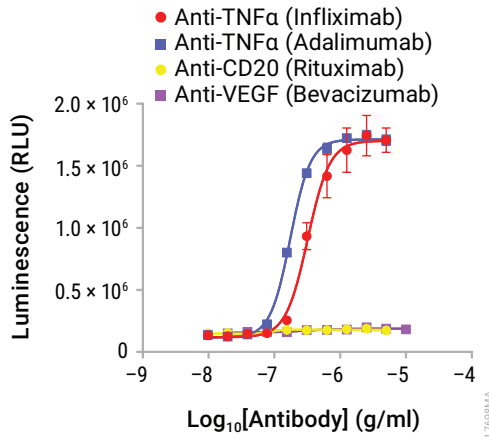 Anti-TNFα (Infliximab)
Anti-TNFα (Adalimumab)
Anti-CD20 (Rituximab)
Anti-VEGF (Bevacizumab)
Luminescence (RLU)
2.0 × 10⁶
1.5 × 10⁶
1.0 × 10⁶
0.5 × 10⁶
0
−9
−8
−7
−6
−5
−4
Log₁₀[Antibody] (g/ml)